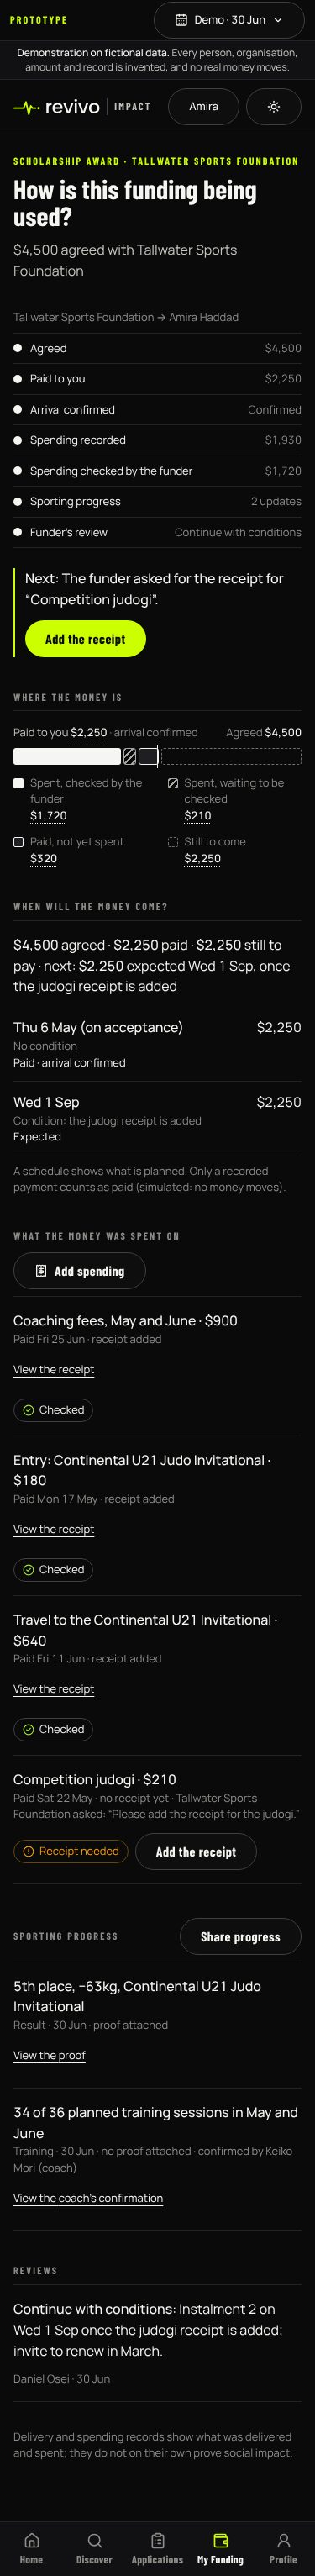 PROTOTYPE
Demo · 30 Jun
Demonstration on fictional data. Every person, organisation,
amount and record is invented, and no real money moves.
revivo
IMPACT
Amira
SCHOLARSHIP AWARD · TALLWATER SPORTS FOUNDATION
How is this funding being
used?
$4,500 agreed with Tallwater Sports
Foundation
Tallwater Sports Foundation → Amira Haddad
Agreed $4,500
Paid to you $2,250
Arrival confirmed Confirmed
Spending recorded $1,930
Spending checked by the funder $1,720
Sporting progress 2 updates
Funder's review Continue with conditions
Next: The funder asked for the receipt for
“Competition judogi”.
Add the receipt
WHERE THE MONEY IS
Paid to you $2,250 · arrival confirmed Agreed $4,500
Spent, checked by the
funder
$1,720
Spent, waiting to be
checked
$210
Paid, not yet spent
$320
Still to come
$2,250
WHEN WILL THE MONEY COME?
$4,500 agreed · $2,250 paid · $2,250 still to
pay · next: $2,250 expected Wed 1 Sep, once
the judogi receipt is added
Thu 6 May (on acceptance) $2,250
No condition
Paid · arrival confirmed
Wed 1 Sep $2,250
Condition: the judogi receipt is added
Expected
A schedule shows what is planned. Only a recorded
payment counts as paid (simulated: no money moves).
WHAT THE MONEY WAS SPENT ON
Add spending
Coaching fees, May and June · $900
Paid Fri 25 Jun · receipt added
View the receipt
Checked
Entry: Continental U21 Judo Invitational ·
$180
Paid Mon 17 May · receipt added
View the receipt
Checked
Travel to the Continental U21 Invitational ·
$640
Paid Fri 11 Jun · receipt added
View the receipt
Checked
Competition judogi · $210
Paid Sat 22 May · no receipt yet · Tallwater Sports
Foundation asked: “Please add the receipt for the judogi.”
Receipt needed
Add the receipt
SPORTING PROGRESS
Share progress
5th place, −63kg, Continental U21 Judo
Invitational
Result · 30 Jun · proof attached
View the proof
34 of 36 planned training sessions in May and
June
Training · 30 Jun · no proof attached · confirmed by Keiko
Mori (coach)
View the coach's confirmation
REVIEWS
Continue with conditions: Instalment 2 on
Wed 1 Sep once the judogi receipt is added;
invite to renew in March.
Daniel Osei · 30 Jun
Delivery and spending records show what was delivered
and spent; they do not on their own prove social impact.
Home
Discover
Applications
My Funding
Profile